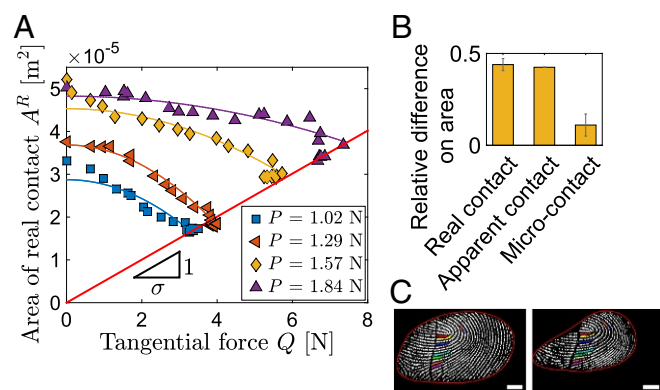 A
×10⁻⁵
Area of real contact Aᴿ [m²]
5
4
3
2
1
0
0 2 4 6 8
Tangential force Q [N]
1
σ
P = 1.02 N
P = 1.29 N
P = 1.57 N
P = 1.84 N
B
Relative difference
on area
0.5
0
Real contact
Apparent contact
Micro-contact
C